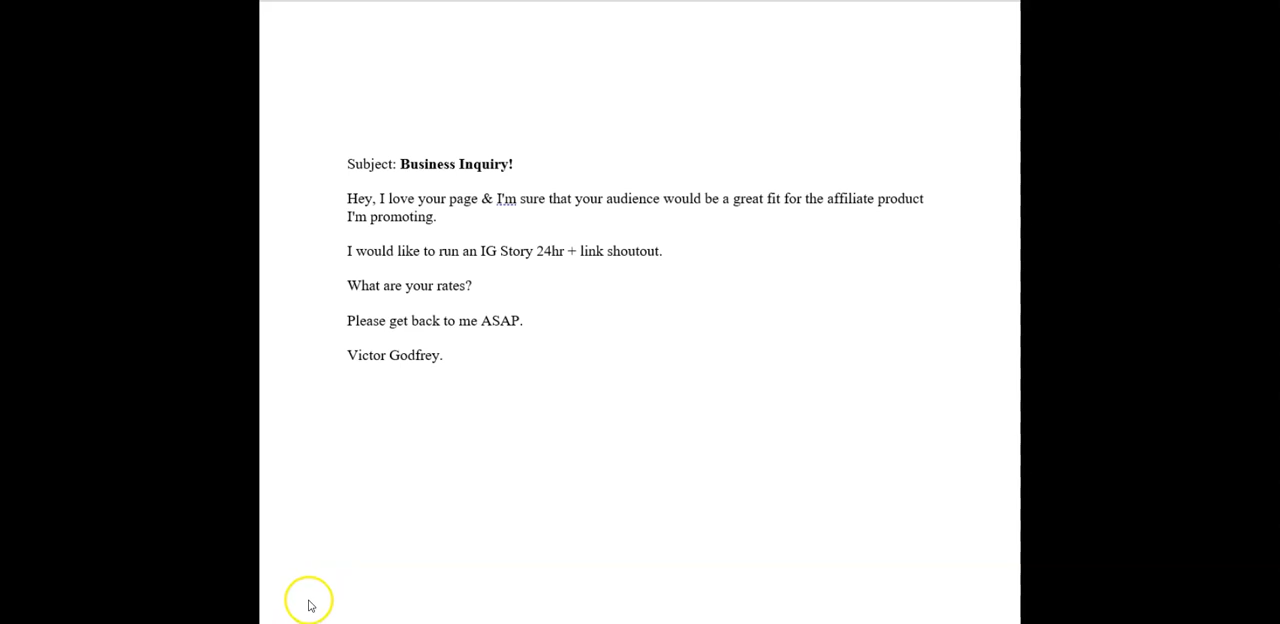 Subject: Business Inquiry!
Hey, I love your page & I'm sure that your audience would be a great fit for the affiliate product
I'm promoting.
I would like to run an IG Story 24hr + link shoutout.
What are your rates?
Please get back to me ASAP.
Victor Godfrey.